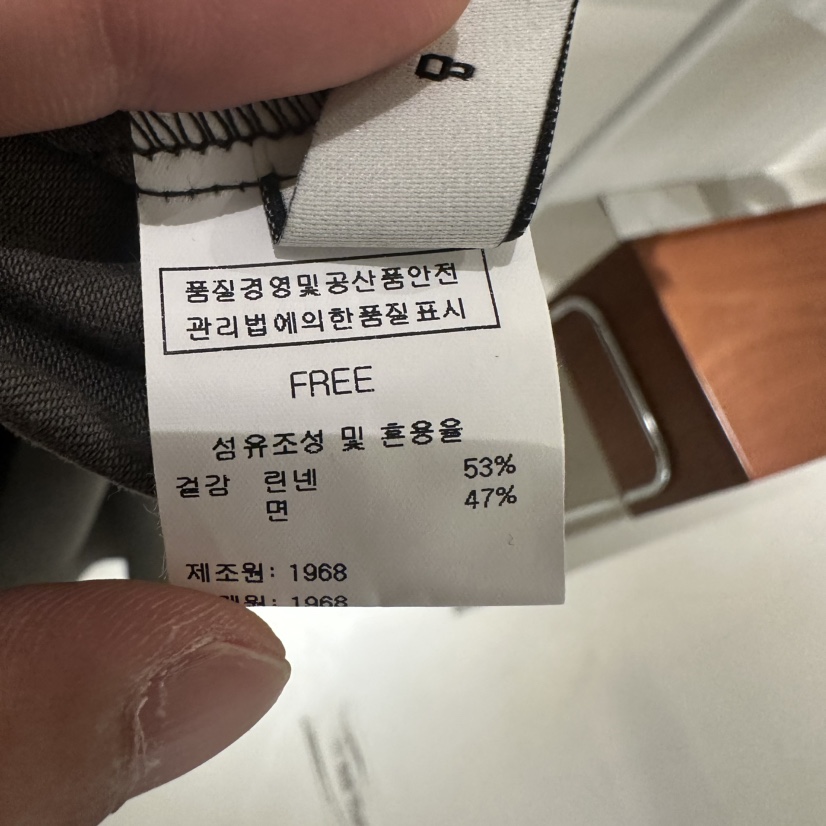 품질경영및공산품안전
관리법에의한품질표시
FREE
섬유조성 및 혼용율
겉감 린넨 53%
면 47%
제조원: 1968
1968